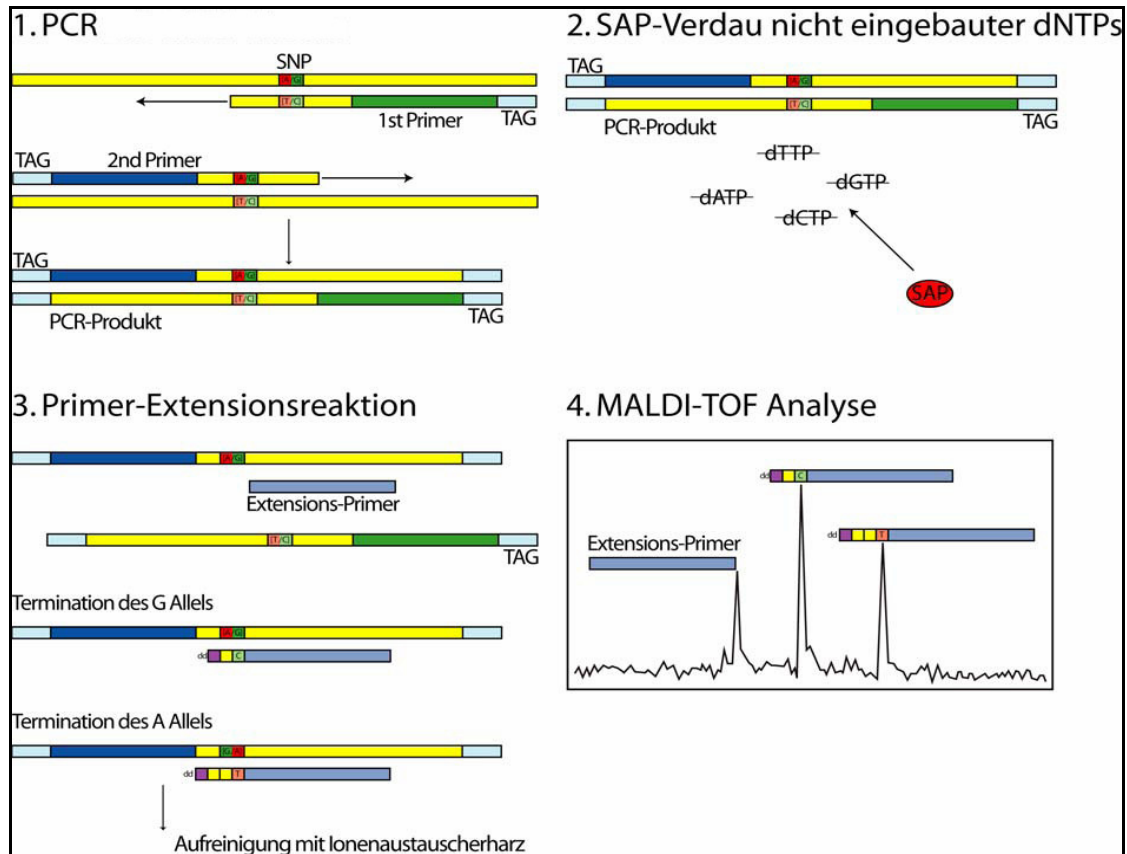 1. PCR
SNP
[A/G]
[T/C]
1st Primer
TAG
TAG
2nd Primer
[A/G]
[T/C]
TAG
[A/G]
[T/C]
PCR-Produkt
TAG
2. SAP-Verdau nicht eingebauter dNTPs
TAG
[A/G]
[T/C]
PCR-Produkt
TAG
dTTP
dGTP
dATP
dCTP
SAP
3. Primer-Extensionsreaktion
[A/G]
Extensions-Primer
[T/C]
TAG
Termination des G Allels
[A/G]
dd
C
Termination des A Allels
[G/A]
dd
T
Aufreinigung mit Ionenaustauscherharz
4. MALDI-TOF Analyse
dd
C
dd
T
Extensions-Primer